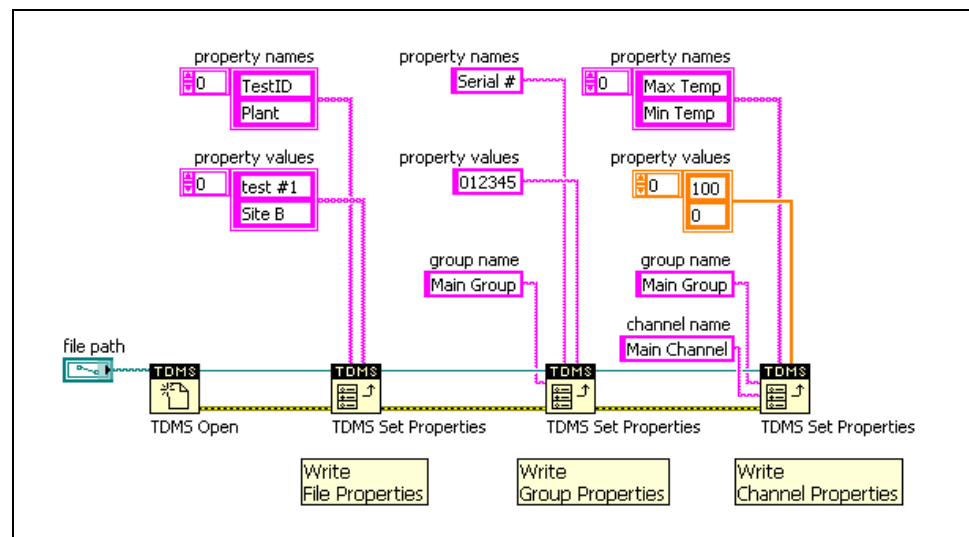 property names
0
TestID
Plant
property values
0
test #1
Site B
property names
Serial #
property values
012345
group name
Main Group
property names
0
Max Temp
Min Temp
property values
0
100
0
group name
Main Group
channel name
Main Channel
file path
TDMS
TDMS Open
TDMS
TDMS Set Properties
TDMS
TDMS Set Properties
TDMS
TDMS Set Properties
Write
File Properties
Write
Group Properties
Write
Channel Properties